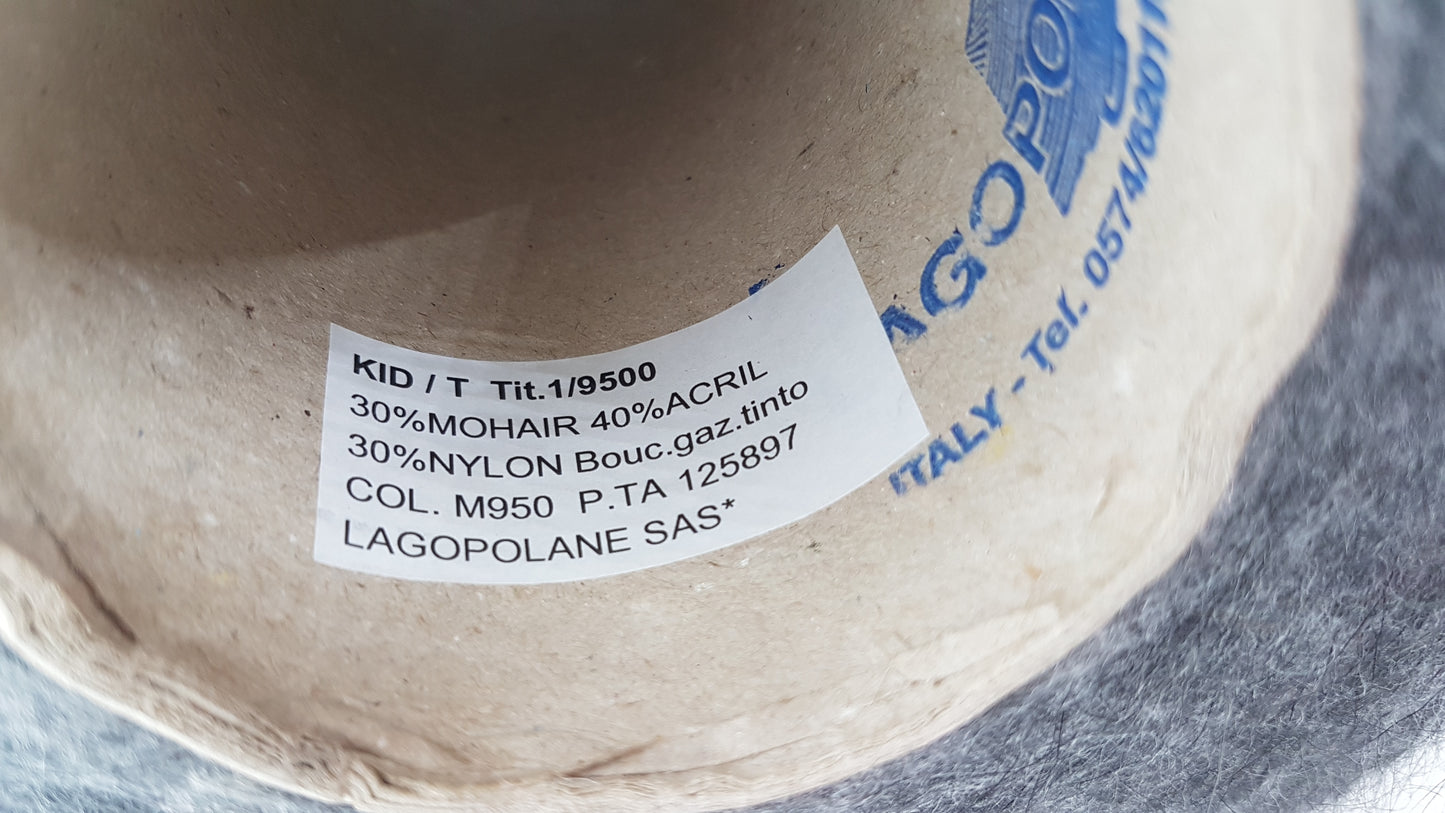 KID / T Tit.1/9500
30%MOHAIR 40%ACRIL
30%NYLON Bouc.gaz.tinto
COL. M950 P.TA 125897
LAGOPOLANE SAS*
AGOPO
ITALY - Tel. 0574/62011